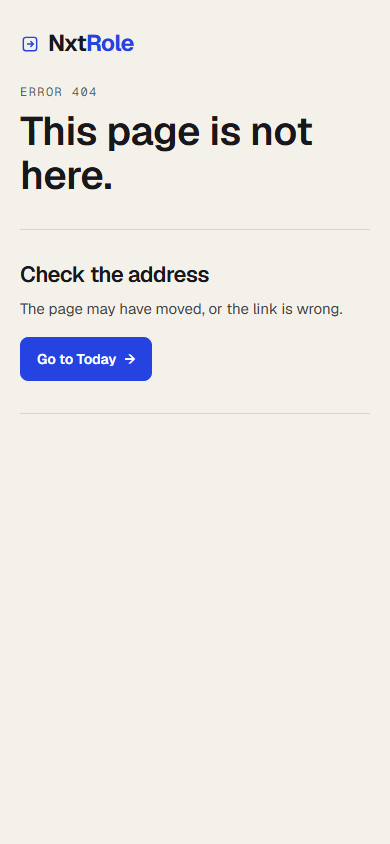 NxtRole
ERROR 404
This page is not
here.
Check the address
The page may have moved, or the link is wrong.
Go to Today →